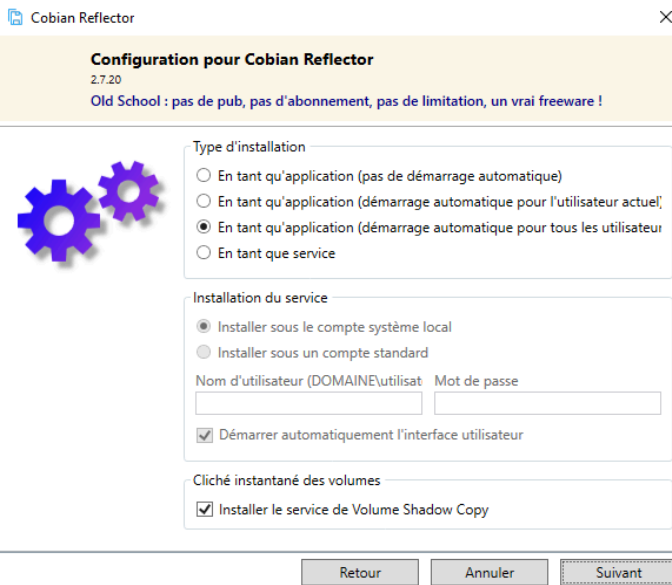 Cobian Reflector
Configuration pour Cobian Reflector
2.7.20
Old School : pas de pub, pas d'abonnement, pas de limitation, un vrai freeware !
Type d'installation
En tant qu'application (pas de démarrage automatique)
En tant qu'application (démarrage automatique pour l'utilisateur actuel)
En tant qu'application (démarrage automatique pour tous les utilisateur
En tant que service
Installation du service
Installer sous le compte système local
Installer sous un compte standard
Nom d'utilisateur (DOMAINE\utilisat Mot de passe
Démarrer automatiquement l'interface utilisateur
Cliché instantané des volumes
Installer le service de Volume Shadow Copy
Retour Annuler Suivant